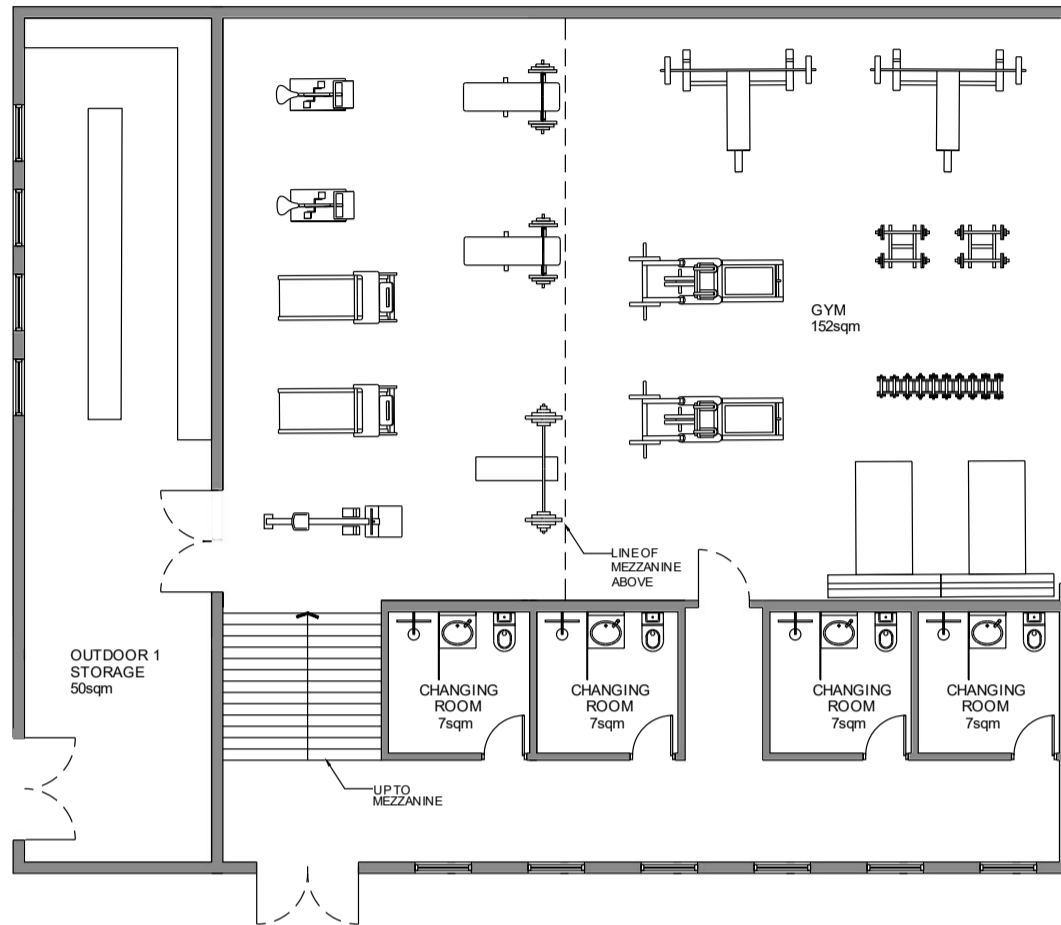 GYM
152sqm
LINE OF
MEZZANINE
ABOVE
OUTDOOR 1
STORAGE
50sqm
CHANGING
ROOM
7sqm
CHANGING
ROOM
7sqm
CHANGING
ROOM
7sqm
CHANGING
ROOM
7sqm
UP TO
MEZZANINE